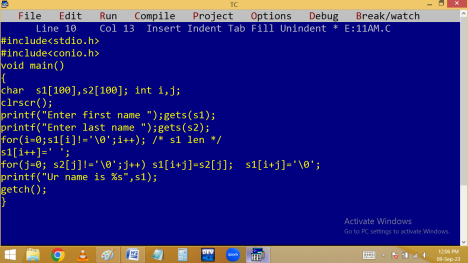 TC
File Edit Run Compile Project Options Debug Break/watch
Line 10 Col 13 Insert Indent Tab Fill Unindent * E:11AM.C
#include<stdio.h>
#include<conio.h>
void main()
{
char s1[100],s2[100]; int i,j;
clrscr();
printf("Enter first name ");gets(s1);
printf("Enter last name ");gets(s2);
for(i=0;s1[i]!='\0';i++); /* s1 len */
s1[i++]=' ';
for(j=0; s2[j]!='\0';j++) s1[i+j]=s2[j]; s1[i+j]='\0';
printf("Ur name is %s",s1);
getch();
}
Activate Windows
Go to PC settings to activate Windows.
12:06 PM
08-Sep-23